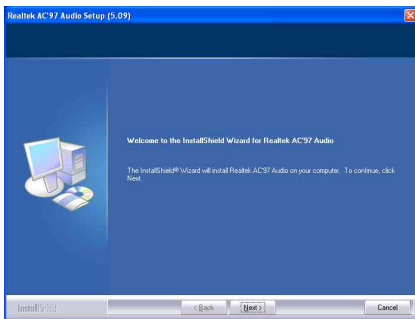 Realtek AC'97 Audio Setup (5.09)
Welcome to the InstallShield Wizard for Realtek AC'97 Audio
The InstallShield® Wizard will install Realtek AC'97 Audio on your computer. To continue, click
Next.
InstallShield
< Back
Next >
Cancel